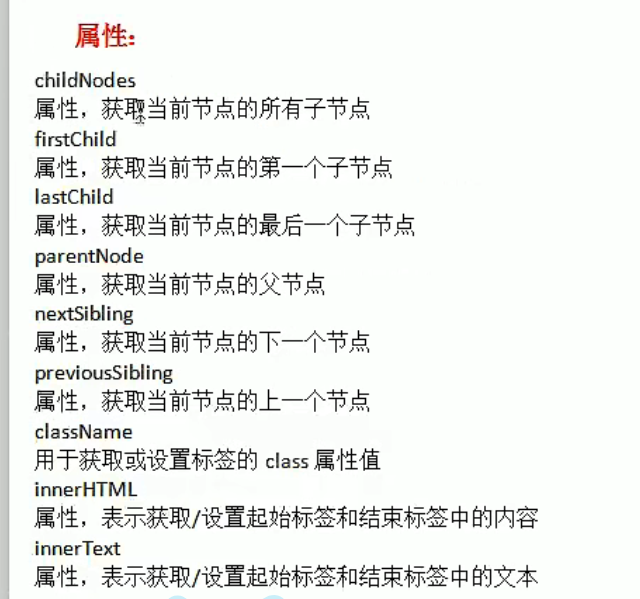 属性：
childNodes
属性，获取当前节点的所有子节点
firstChild
属性，获取当前节点的第一个子节点
lastChild
属性，获取当前节点的最后一个子节点
parentNode
属性，获取当前节点的父节点
nextSibling
属性，获取当前节点的下一个节点
previousSibling
属性，获取当前节点的上一个节点
className
用于获取或设置标签的 class 属性值
innerHTML
属性，表示获取/设置起始标签和结束标签中的内容
innerText
属性，表示获取/设置起始标签和结束标签中的文本